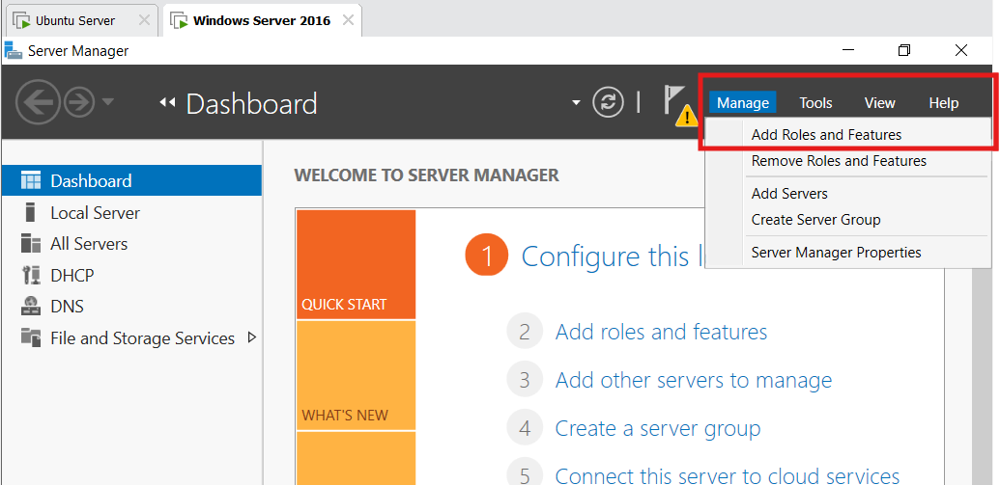 Ubuntu Server
Windows Server 2016
Server Manager
Dashboard
Manage Tools View Help
Add Roles and Features
Remove Roles and Features
Add Servers
Create Server Group
Server Manager Properties
Dashboard
Local Server
All Servers
DHCP
DNS
File and Storage Services
WELCOME TO SERVER MANAGER
QUICK START
WHAT'S NEW
1 Configure this l
2 Add roles and features
3 Add other servers to manage
4 Create a server group
5 Connect this server to cloud services